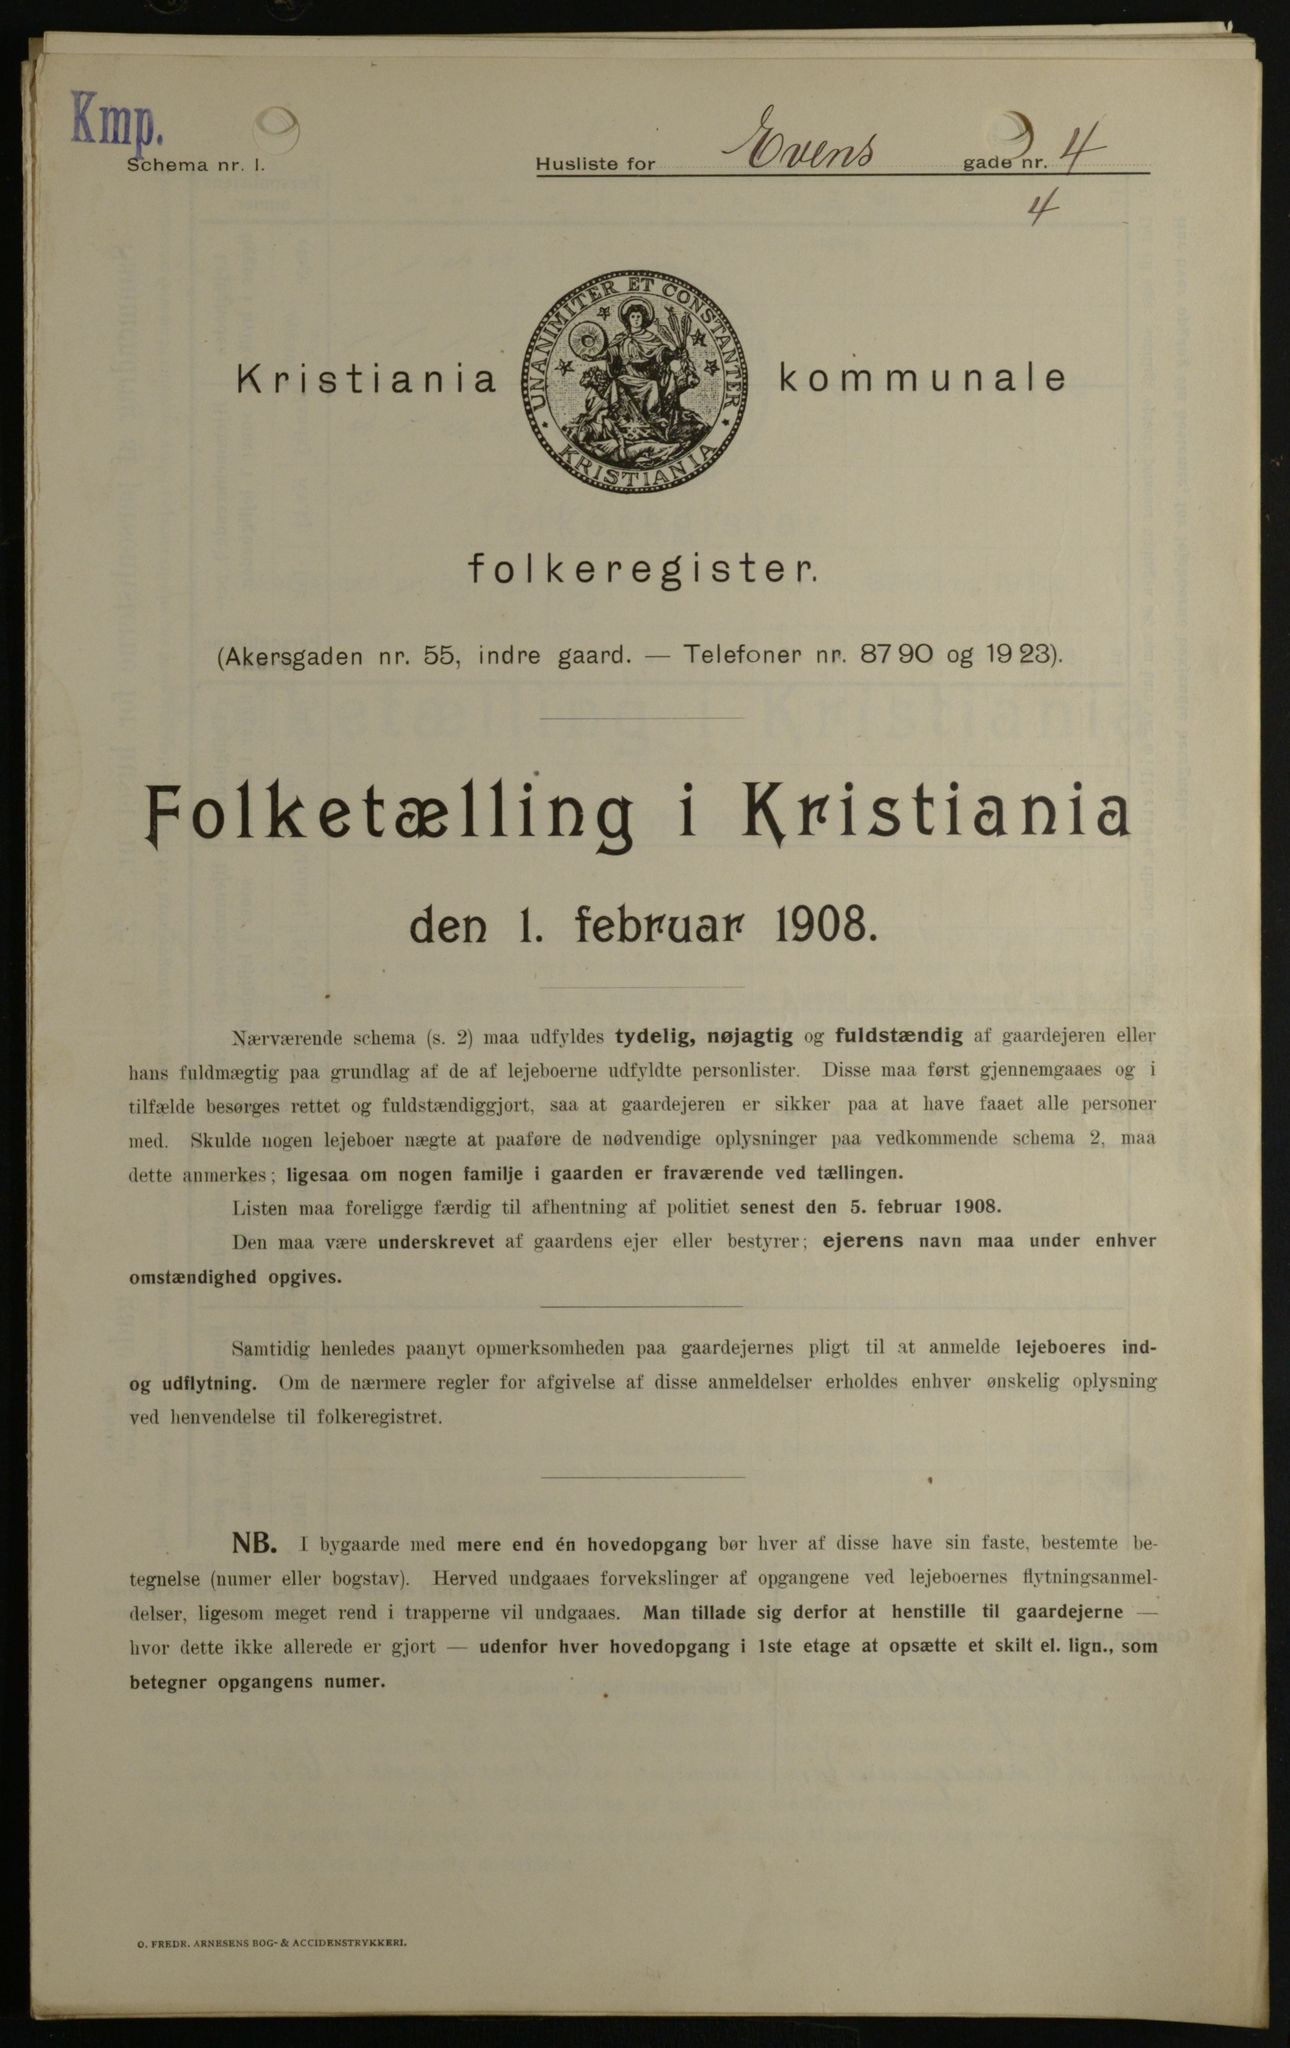 Kmp.
Schema nr. 1.
Husliste for Evens gade nr. 4
4
UNANIMITER ET CONSTANTER
KRISTIANIA
Kristiania kommunale
folkeregister.
(Akersgaden nr. 55, indre gaard. — Telefoner nr. 8790 og 1923).
Folketælling i Kristiania
den 1. februar 1908.
Nærværende schema (s. 2) maa udfyldes tydelig, nøjagtig og fuldstændig af gaardejeren eller
hans fuldmægtig paa grundlag af de af lejeboerne udfyldte personlister. Disse maa først gjennemgaaes og i
tilfælde besørges rettet og fuldstændiggjort, saa at gaardejeren er sikker paa at have faaet alle personer
med. Skulde nogen lejeboer nægte at paaføre de nødvendige oplysninger paa vedkommende schema 2, maa
dette anmerkes; ligesaa om nogen familje i gaarden er fraværende ved tællingen.
Listen maa foreligge færdig til afhentning af politiet senest den 5. februar 1908.
Den maa være underskrevet af gaardens ejer eller bestyrer; ejerens navn maa under enhver
omstændighed opgives.
Samtidig henledes paanyt opmerksomheden paa gaardejernes pligt til at anmelde lejeboeres ind-
og udflytning. Om de nærmere regler for afgivelse af disse anmeldelser erholdes enhver ønskelig oplysning
ved henvendelse til folkeregistret.
NB. I bygaarde med mere end én hovedopgang bør hver af disse have sin faste, bestemte be-
tegnelse (numer eller bogstav). Herved undgaaes forvekslinger af opgangene ved lejeboernes flytningsanmel-
delser, ligesom meget rend i trapperne vil undgaaes. Man tillade sig derfor at henstille til gaardejerne —
hvor dette ikke allerede er gjort — udenfor hver hovedopgang i 1ste etage at opsætte et skilt el. lign., som
betegner opgangens numer.
O. FREDR. ARNESENS BOG- & ACCIDENSTRYKKERI.